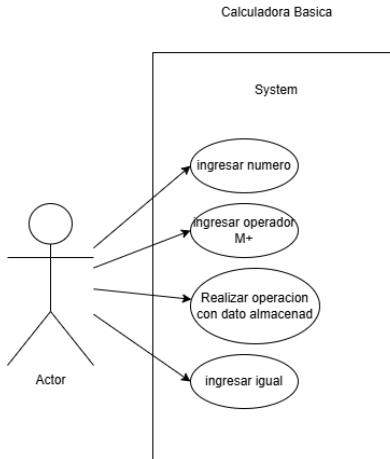 Calculadora Basica
System
ingresar numero
ingresar operador
M+
Realizar operacion
con dato almacenad
ingresar igual
Actor